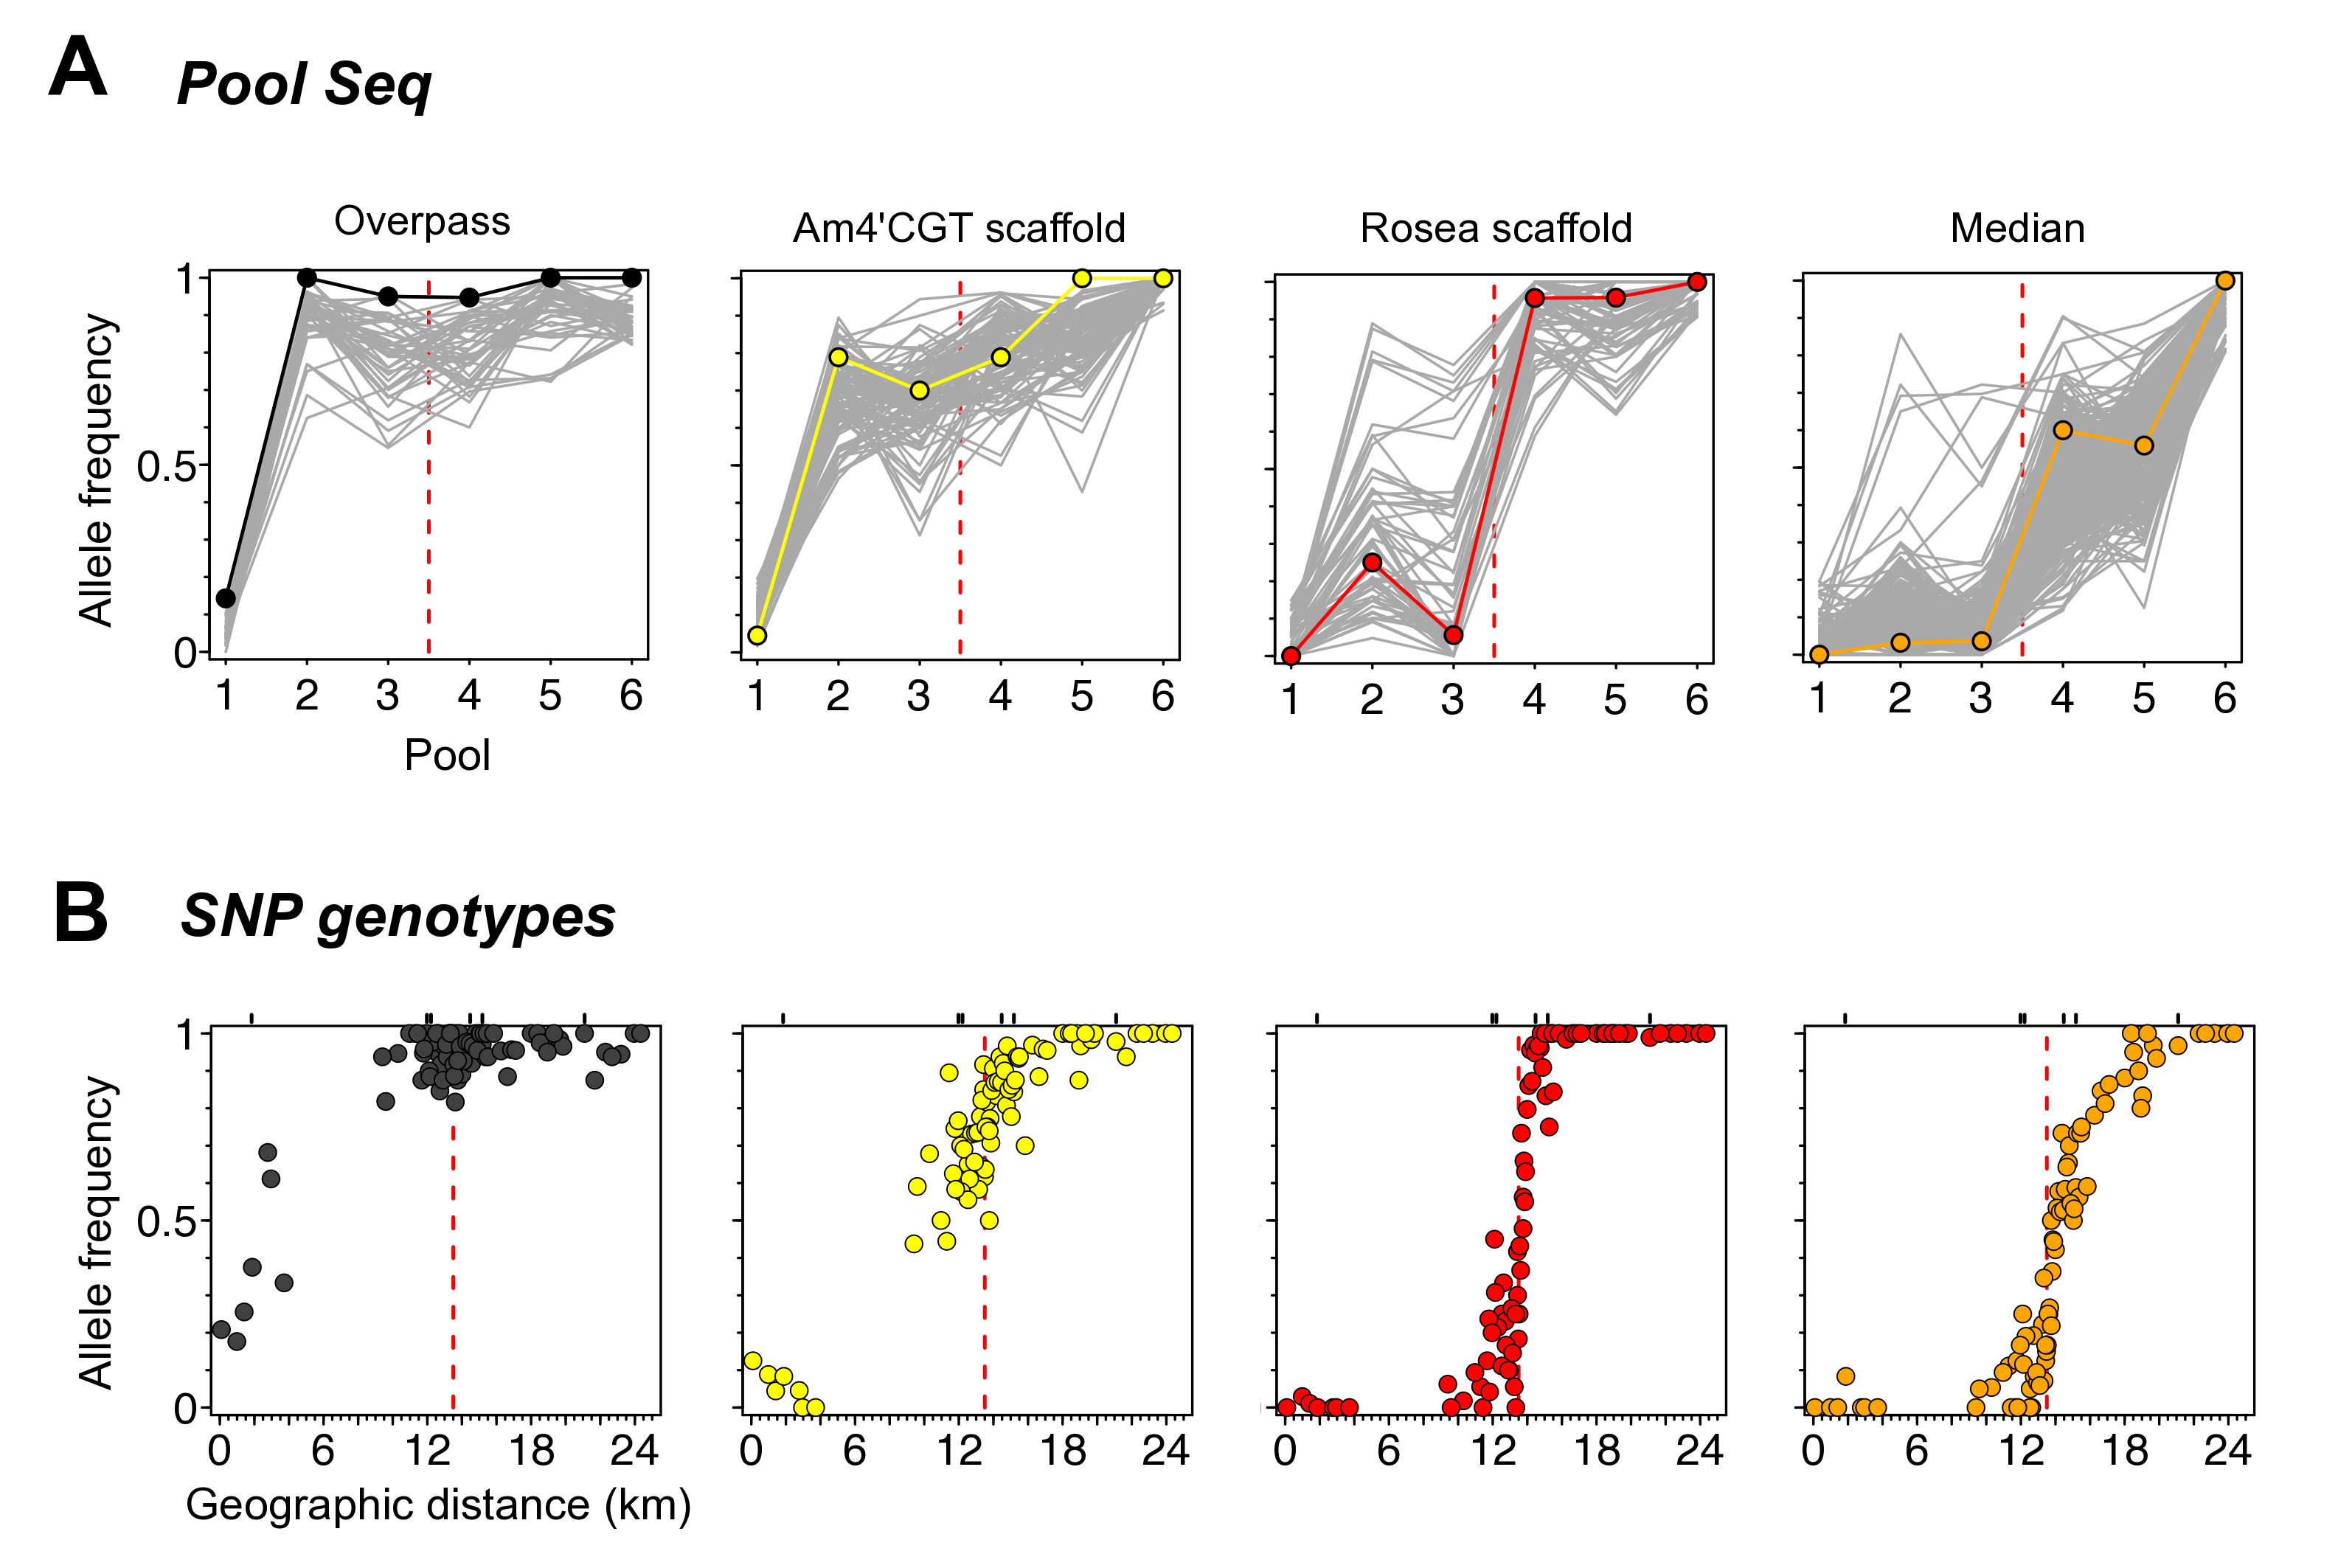 A Pool Seq
Overpass Am4'CGT scaffold Rosea scaffold Median
Allele frequency
1
0.5
0
1 2 3 4 5 6 1 2 3 4 5 6 1 2 3 4 5 6 1 2 3 4 5 6
Pool
B SNP genotypes
Allele frequency
1
0.5
0
0 6 12 18 24 0 6 12 18 24 0 6 12 18 24 0 6 12 18 24
Geographic distance (km)